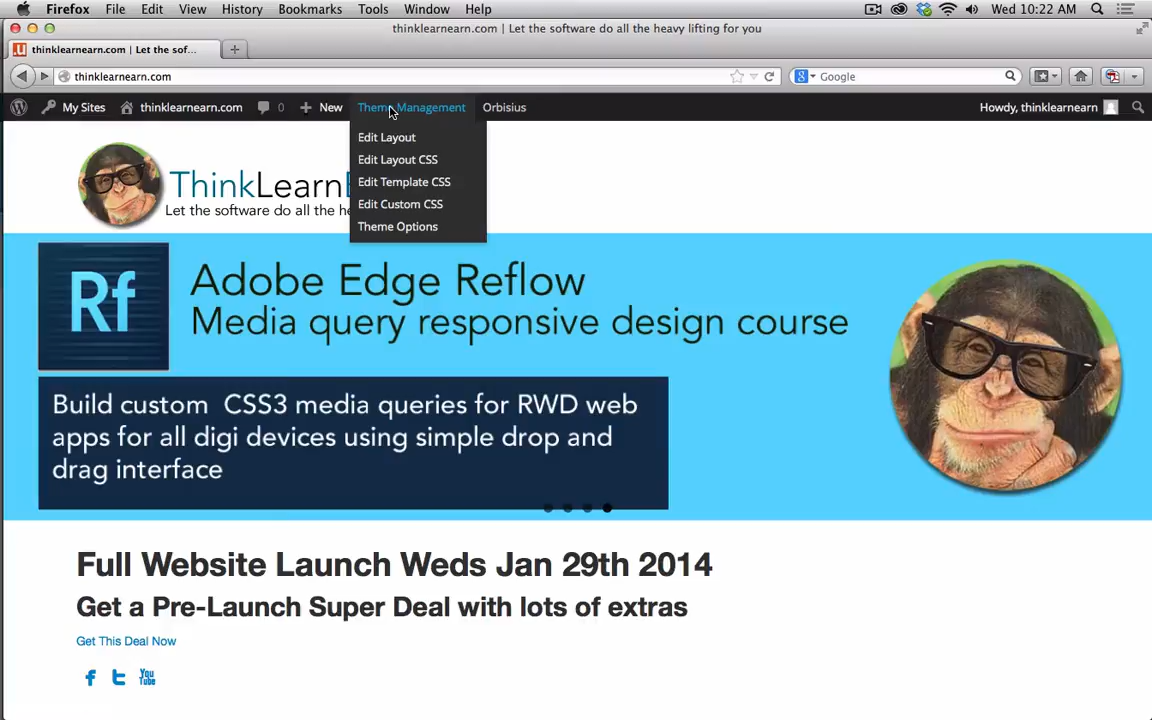 Firefox File Edit View History Bookmarks Tools Window Help Wed 10:22 AM
thinklearnearn.com | Let the software do all the heavy lifting for you
thinklearnearn.com | Let the sof...
thinklearnearn.com Google
My Sites thinklearnearn.com 0 New Theme Management Orbisius Howdy, thinklearnearn
Edit Layout
Edit Layout CSS
Edit Template CSS
Edit Custom CSS
Theme Options
ThinkLearn
Let the software do all the he
Rf
Adobe Edge Reflow
Media query responsive design course
Build custom CSS3 media queries for RWD web
apps for all digi devices using simple drop and
drag interface
Full Website Launch Weds Jan 29th 2014
Get a Pre-Launch Super Deal with lots of extras
Get This Deal Now
You
Tube